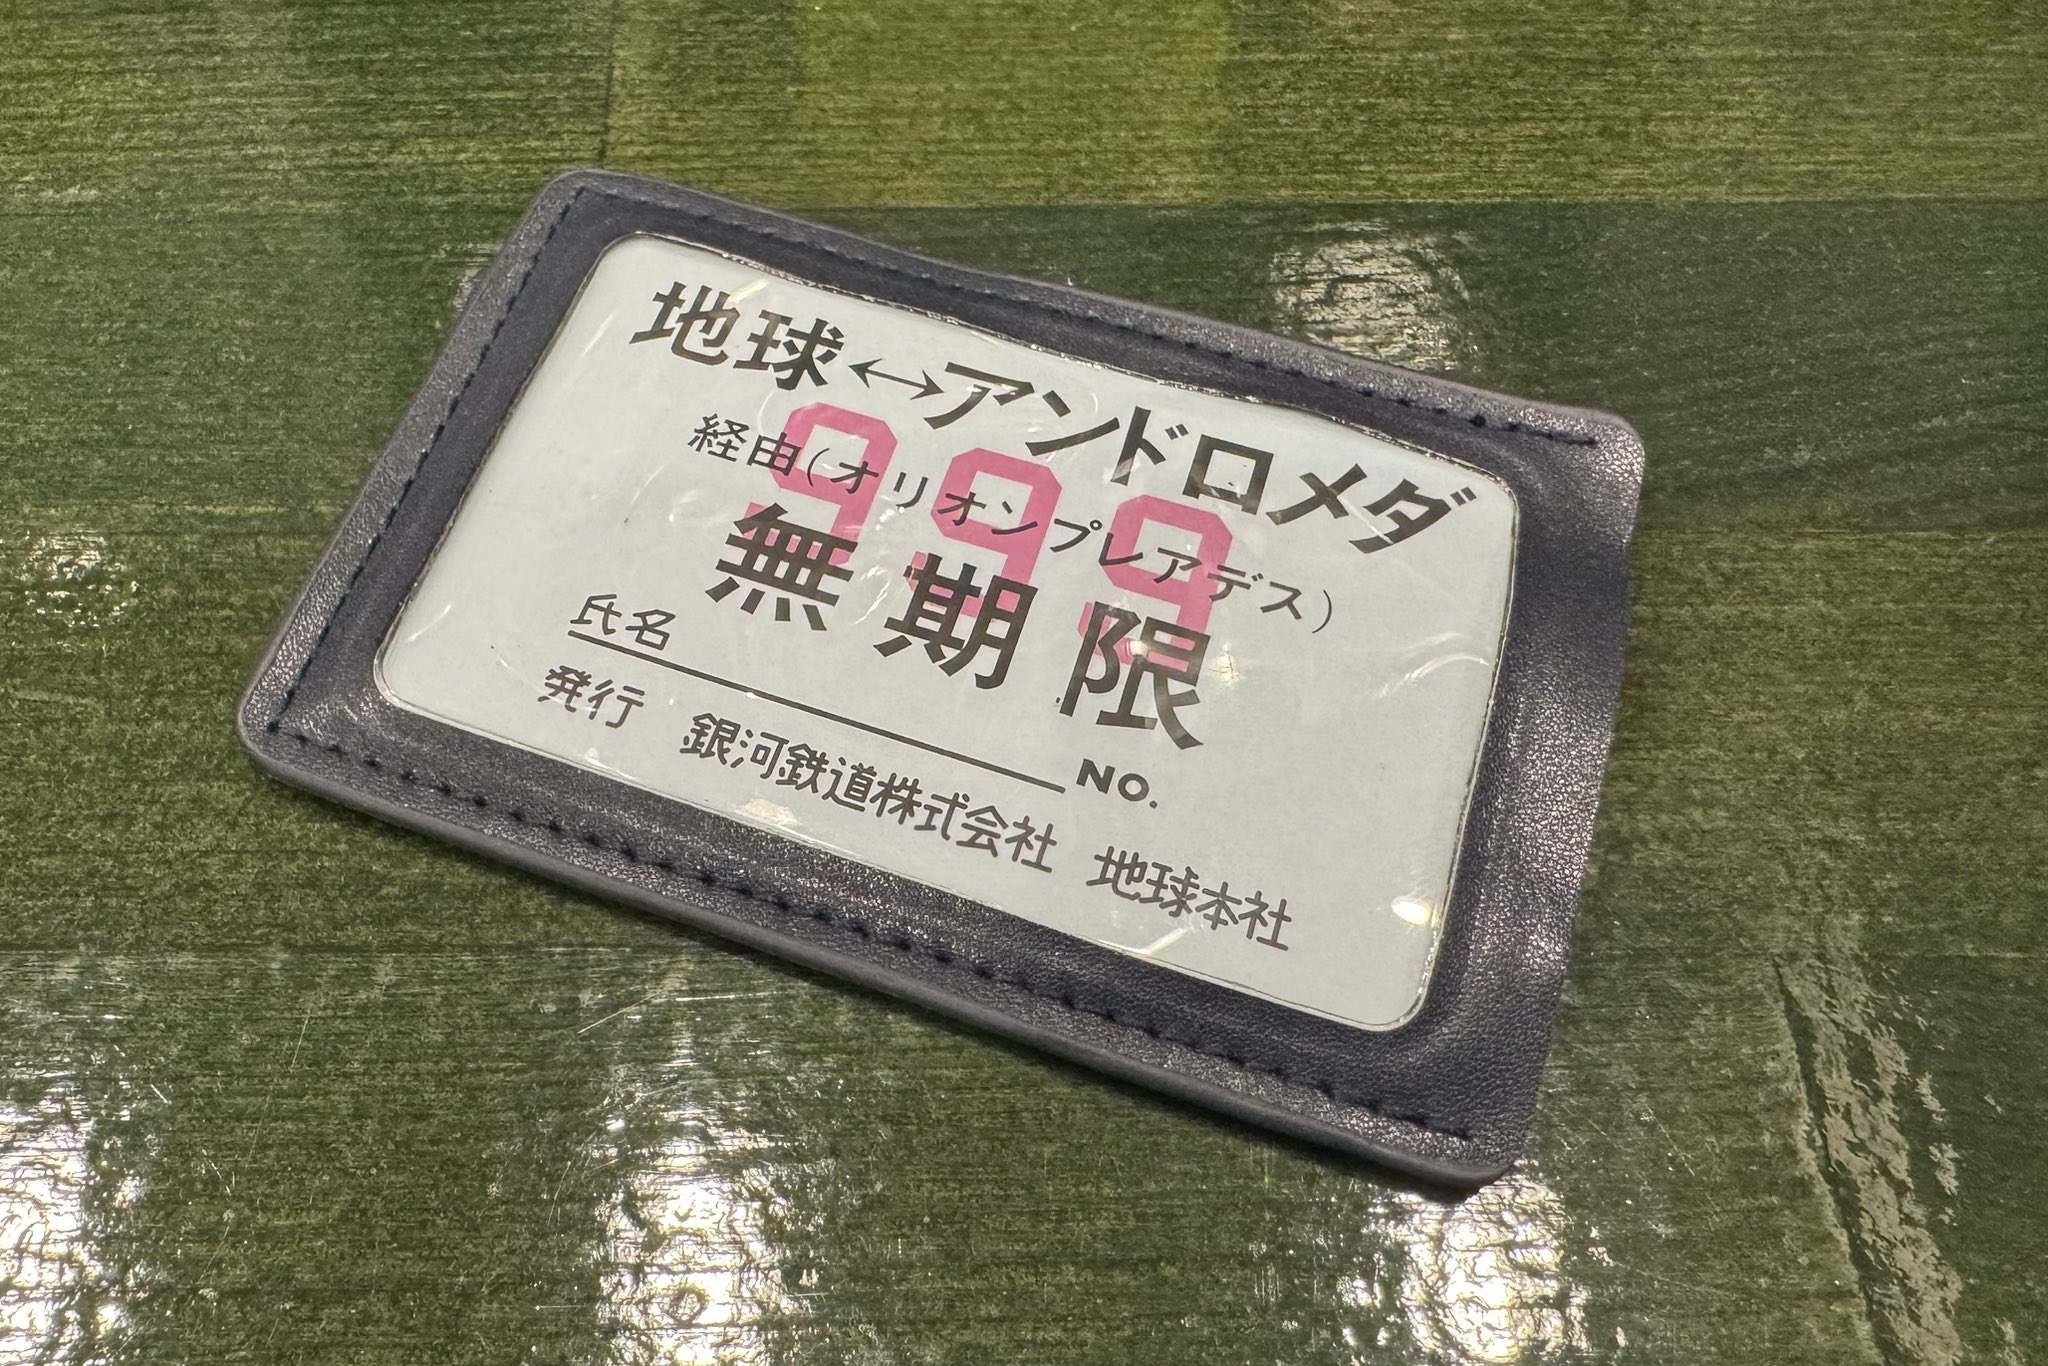 地球↔アンドロメダ
999
経由(オリオンプレアデス)
無期限
氏名 NO.
発行 銀河鉄道株式会社 地球本社